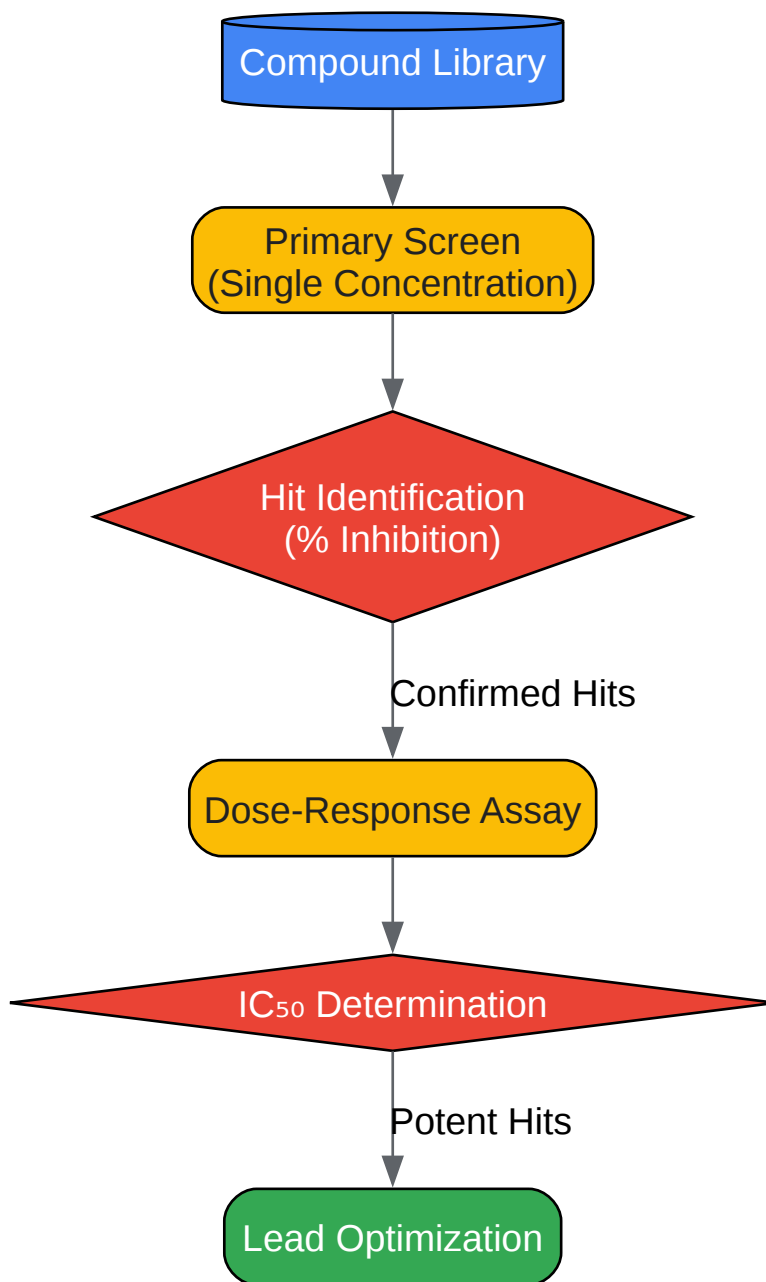 Compound Library
Primary Screen
(Single Concentration)
Hit Identification
(% Inhibition)
Confirmed Hits
Dose-Response Assay
IC₅₀ Determination
Potent Hits
Lead Optimization